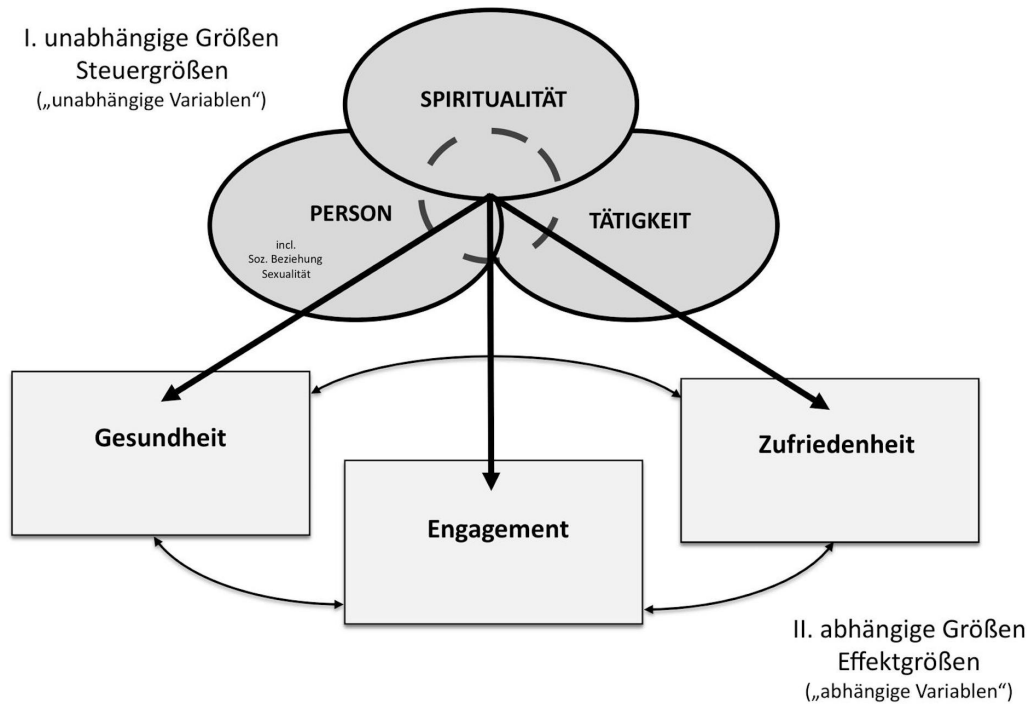 I. unabhängige Größen
Steuergrößen
(„unabhängige Variablen“)
SPIRITUALITÄT
PERSON
incl.
Soz. Beziehung
Sexualität
TÄTIGKEIT
Gesundheit
Zufriedenheit
Engagement
II. abhängige Größen
Effektgrößen
(„abhängige Variablen“)